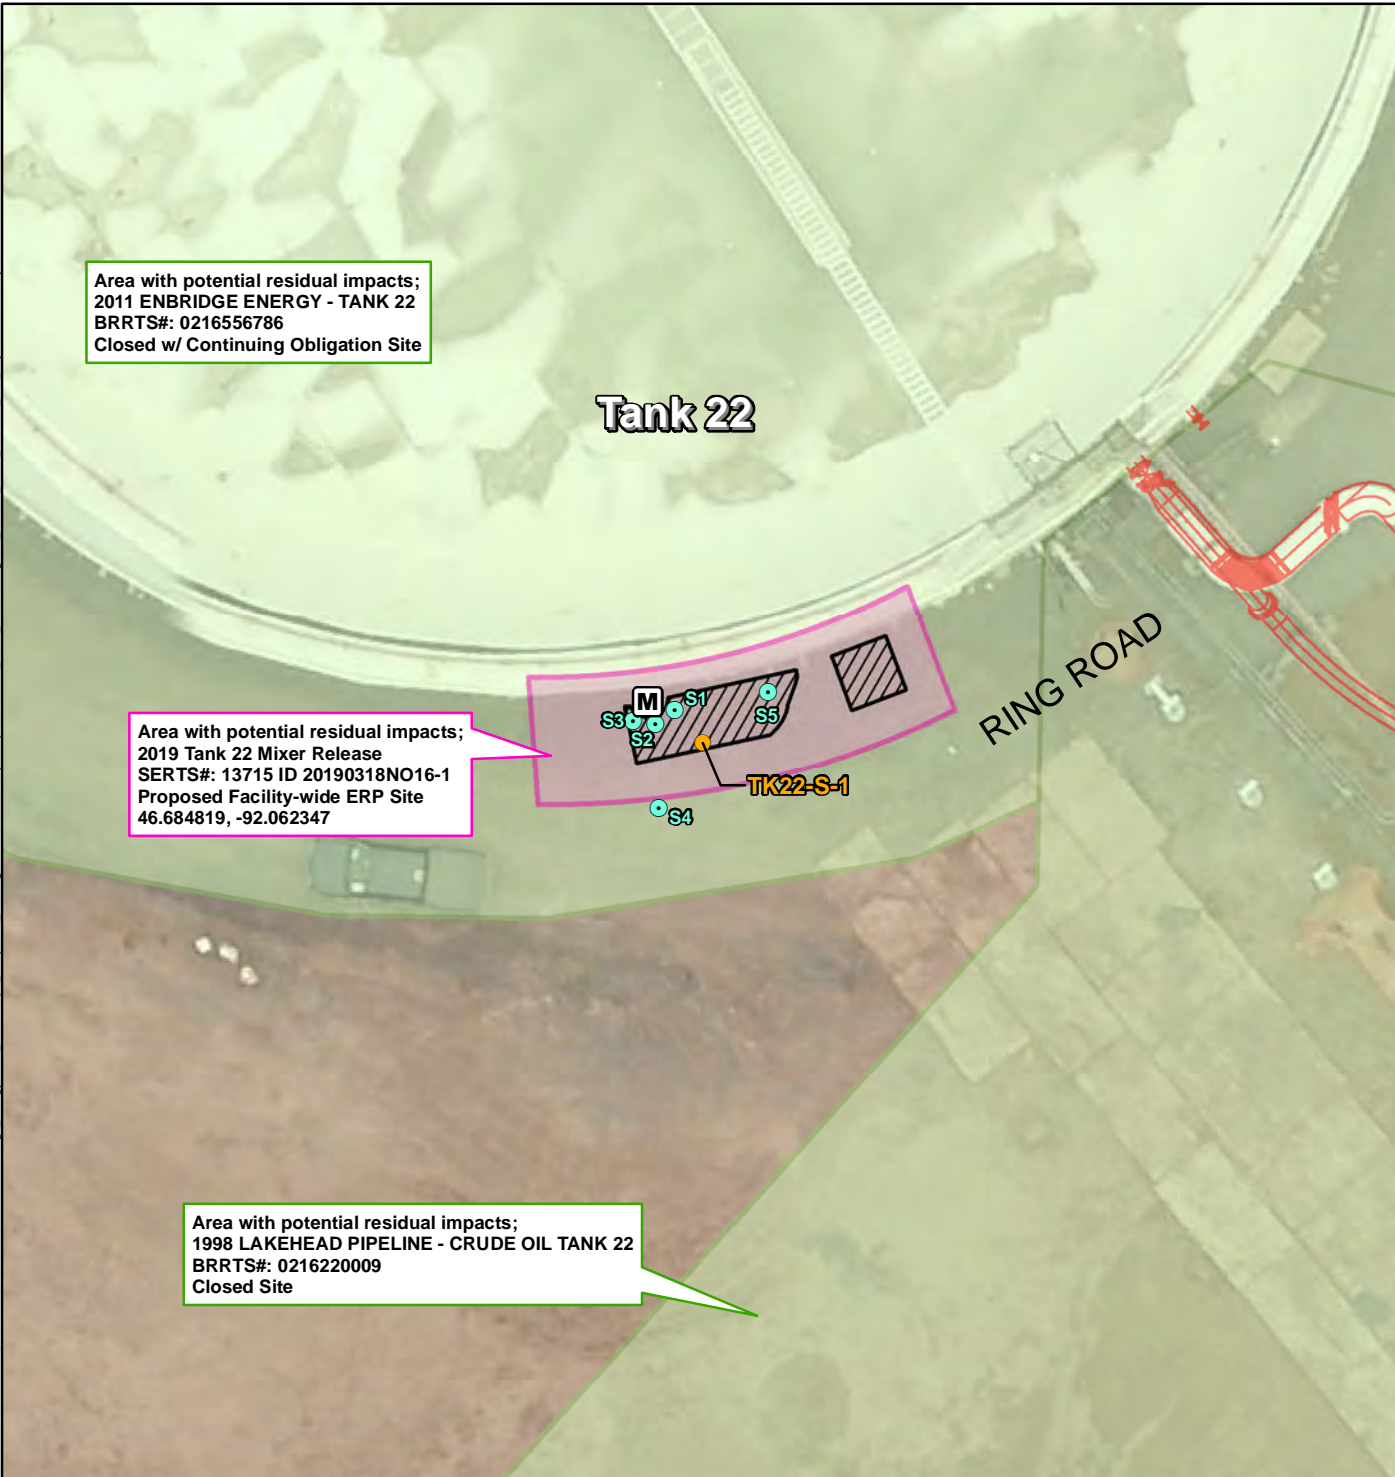 Area with potential residual impacts;
2011 ENBRIDGE ENERGY - TANK 22
BRRTS#: 0216556786
Closed w/ Continuing Obligation Site
Tank 22
RING ROAD
M
S1
S3
S2
S5
TK22-S-1
S4
Area with potential residual impacts;
2019 Tank 22 Mixer Release
SERTS#: 13715 ID 20190318NO16-1
Proposed Facility-wide ERP Site
46.684819, -92.062347
Area with potential residual impacts;
1998 LAKEHEAD PIPELINE - CRUDE OIL TANK 22
BRRTS#: 0216220009
Closed Site